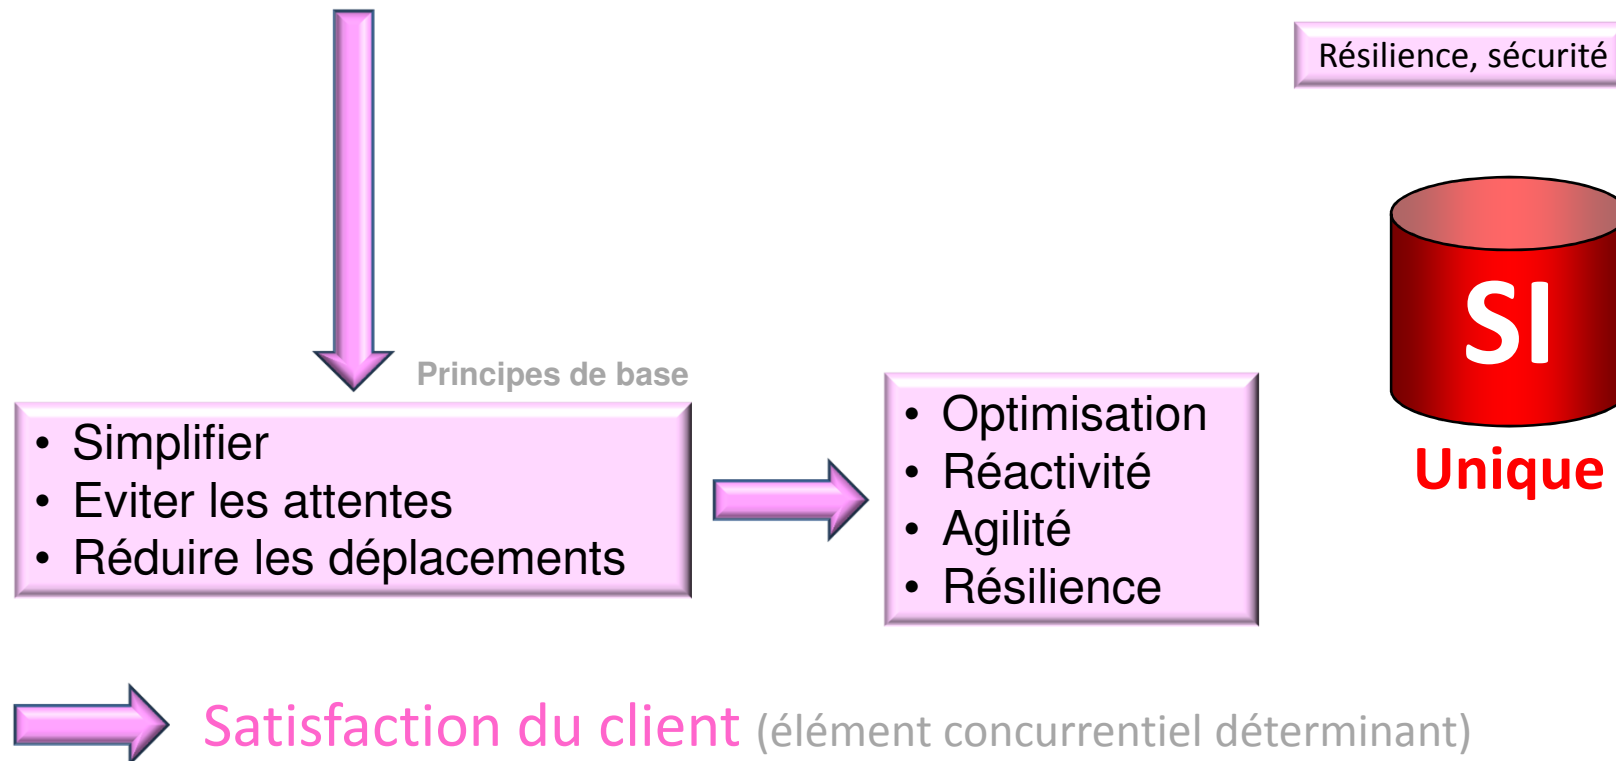 Résilience, sécurité
SI
Unique
Principes de base
• Simplifier
• Eviter les attentes
• Réduire les déplacements
• Optimisation
• Réactivité
• Agilité
• Résilience
Satisfaction du client (élément concurrentiel déterminant)